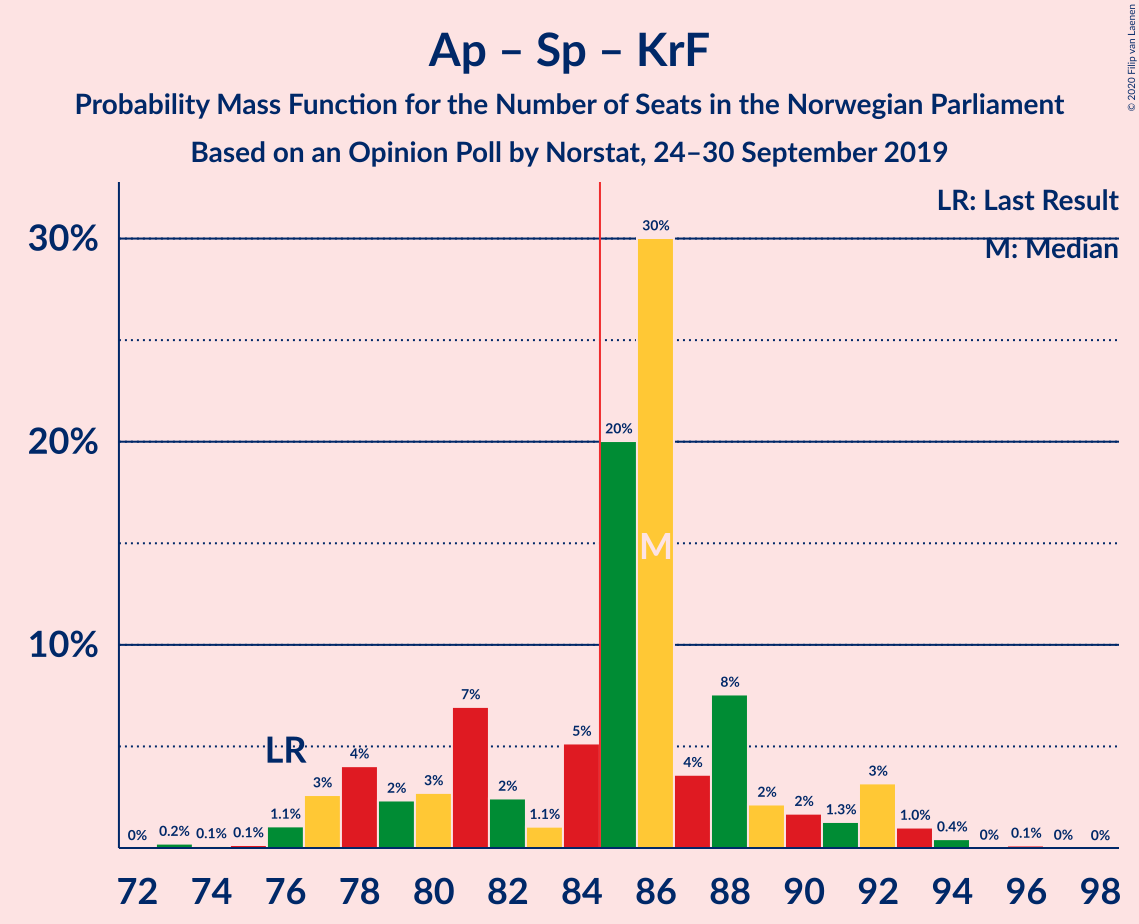 Ap – Sp – KrF
Probability Mass Function for the Number of Seats in the Norwegian Parliament
Based on an Opinion Poll by Norstat, 24–30 September 2019
© 2020 Filip van Laenen
LR: Last Result
M: Median
30%
20%
10%
0% 0.2% 0.1% 0.1% 1.1% 3% 4% 2% 3% 7% 2% 1.1% 5% 20% 30% 4% 8% 2% 2% 1.3% 3% 1.0% 0.4% 0% 0.1% 0% 0%
LR
M
72 74 76 78 80 82 84 86 88 90 92 94 96 98